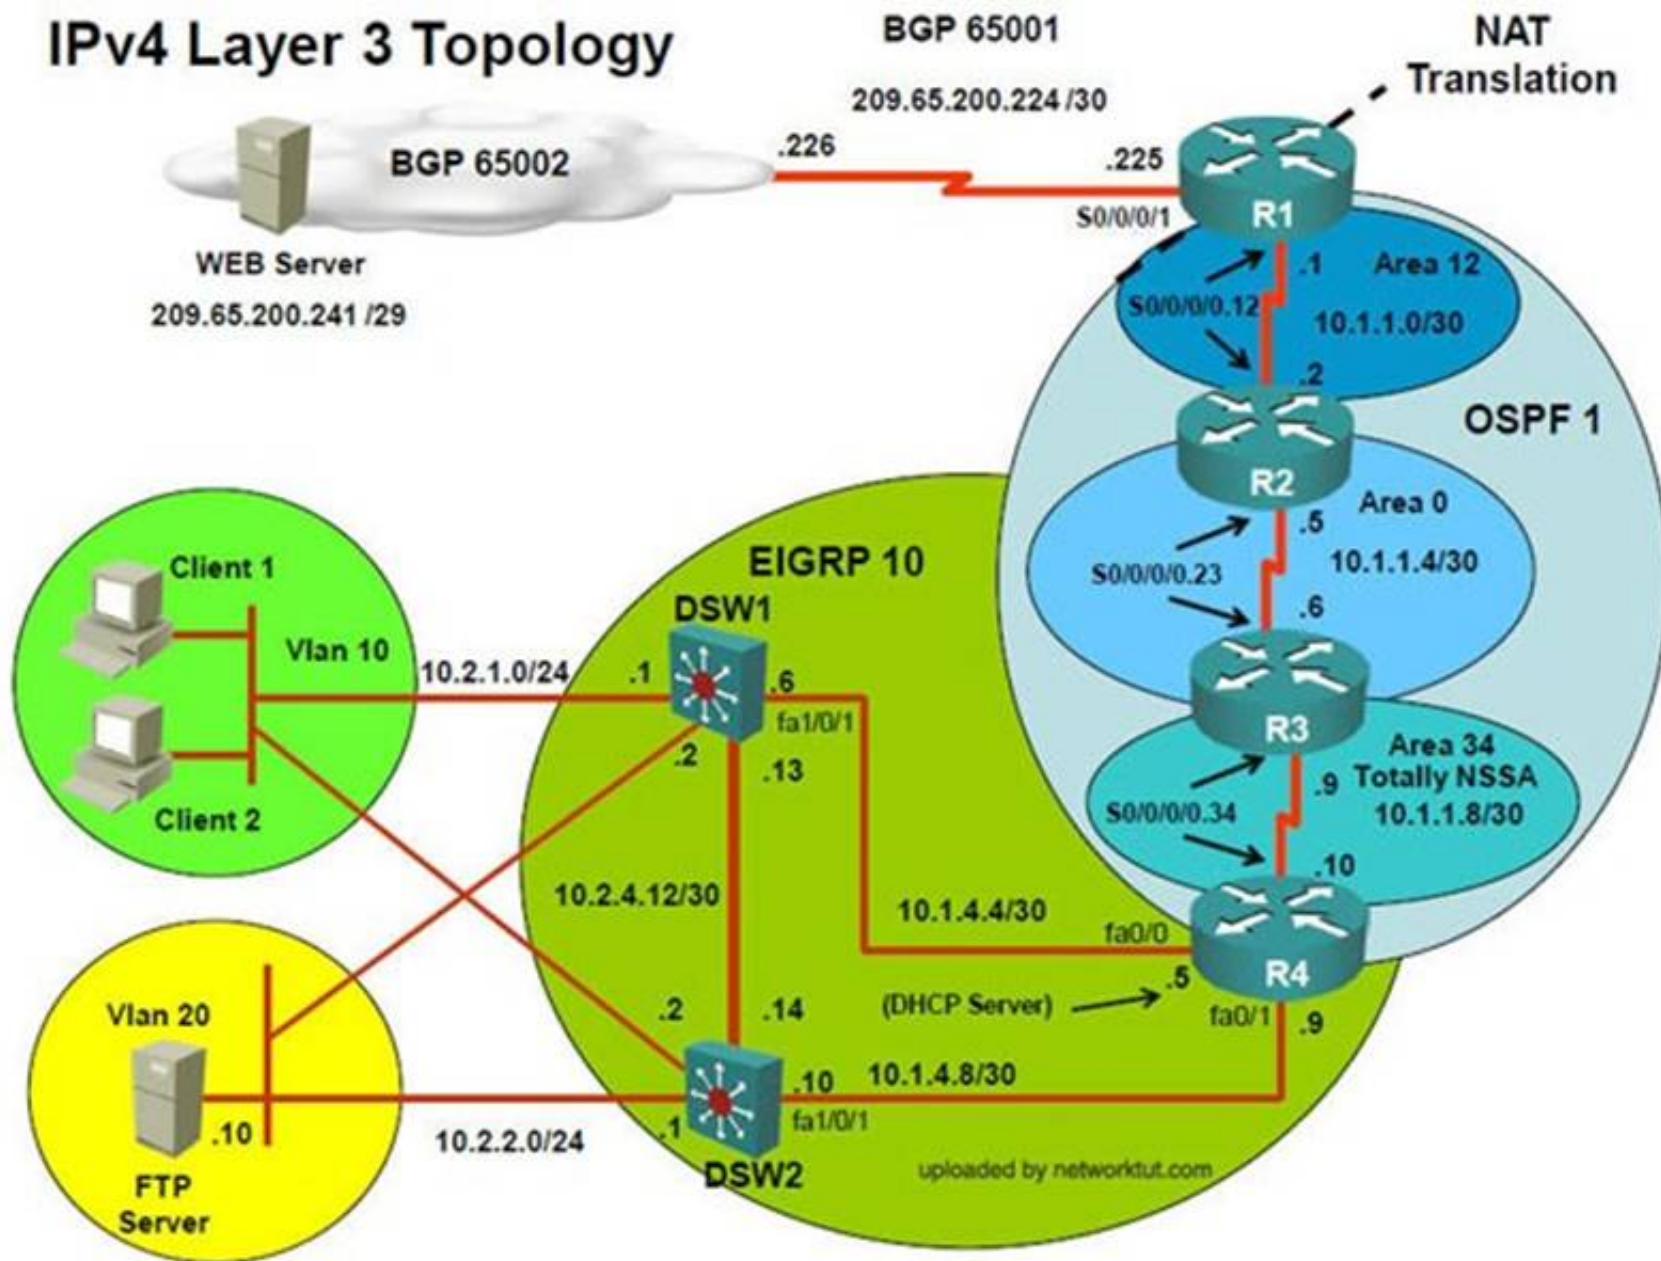 IPv4 Layer 3 Topology
BGP 65001
NAT
Translation
209.65.200.224 /30
BGP 65002
.226
.225
S0/0/0/1
R1
WEB Server
209.65.200.241 /29
.1
Area 12
S0/0/0/0.12
10.1.1.0/30
.2
OSPF 1
R2
Area 0
.5
10.1.1.4/30
S0/0/0/0.23
.6
R3
Area 34
Totally NSSA
10.1.1.8/30
.9
S0/0/0/0.34
.10
R4
EIGRP 10
DSW1
Client 1
Vlan 10
10.2.1.0/24
.1
.6
fa1/0/1
.2
.13
Client 2
10.2.4.12/30
10.1.4.4/30
fa0/0
.5
(DHCP Server)
fa0/1
.9
Vlan 20
.2
.14
.10
10.1.4.8/30
fa1/0/1
.1
.10
10.2.2.0/24
DSW2
FTP
Server
uploaded by networktut.com